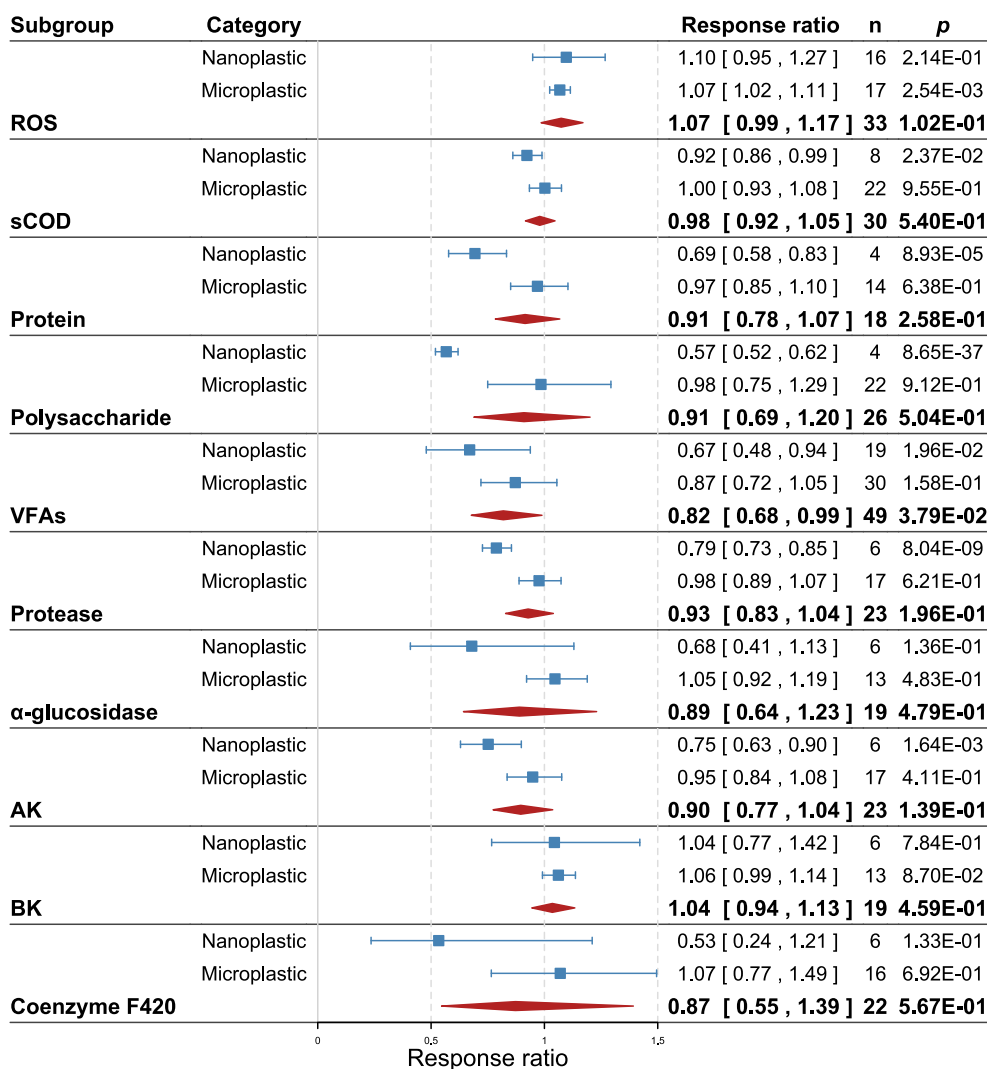 Subgroup Category Response ratio n p
Nanoplastic 1.10 [ 0.95 , 1.27 ] 16 2.14E-01
Microplastic 1.07 [ 1.02 , 1.11 ] 17 2.54E-03
ROS 1.07 [ 0.99 , 1.17 ] 33 1.02E-01
Nanoplastic 0.92 [ 0.86 , 0.99 ] 8 2.37E-02
Microplastic 1.00 [ 0.93 , 1.08 ] 22 9.55E-01
sCOD 0.98 [ 0.92 , 1.05 ] 30 5.40E-01
Nanoplastic 0.69 [ 0.58 , 0.83 ] 4 8.93E-05
Microplastic 0.97 [ 0.85 , 1.10 ] 14 6.38E-01
Protein 0.91 [ 0.78 , 1.07 ] 18 2.58E-01
Nanoplastic 0.57 [ 0.52 , 0.62 ] 4 8.65E-37
Microplastic 0.98 [ 0.75 , 1.29 ] 22 9.12E-01
Polysaccharide 0.91 [ 0.69 , 1.20 ] 26 5.04E-01
Nanoplastic 0.67 [ 0.48 , 0.94 ] 19 1.96E-02
Microplastic 0.87 [ 0.72 , 1.05 ] 30 1.58E-01
VFAs 0.82 [ 0.68 , 0.99 ] 49 3.79E-02
Nanoplastic 0.79 [ 0.73 , 0.85 ] 6 8.04E-09
Microplastic 0.98 [ 0.89 , 1.07 ] 17 6.21E-01
Protease 0.93 [ 0.83 , 1.04 ] 23 1.96E-01
Nanoplastic 0.68 [ 0.41 , 1.13 ] 6 1.36E-01
Microplastic 1.05 [ 0.92 , 1.19 ] 13 4.83E-01
α-glucosidase 0.89 [ 0.64 , 1.23 ] 19 4.79E-01
Nanoplastic 0.75 [ 0.63 , 0.90 ] 6 1.64E-03
Microplastic 0.95 [ 0.84 , 1.08 ] 17 4.11E-01
AK 0.90 [ 0.77 , 1.04 ] 23 1.39E-01
Nanoplastic 1.04 [ 0.77 , 1.42 ] 6 7.84E-01
Microplastic 1.06 [ 0.99 , 1.14 ] 13 8.70E-02
BK 1.04 [ 0.94 , 1.13 ] 19 4.59E-01
Nanoplastic 0.53 [ 0.24 , 1.21 ] 6 1.33E-01
Microplastic 1.07 [ 0.77 , 1.49 ] 16 6.92E-01
Coenzyme F420 0.87 [ 0.55 , 1.39 ] 22 5.67E-01
0 0.5 1 1.5
Response ratio